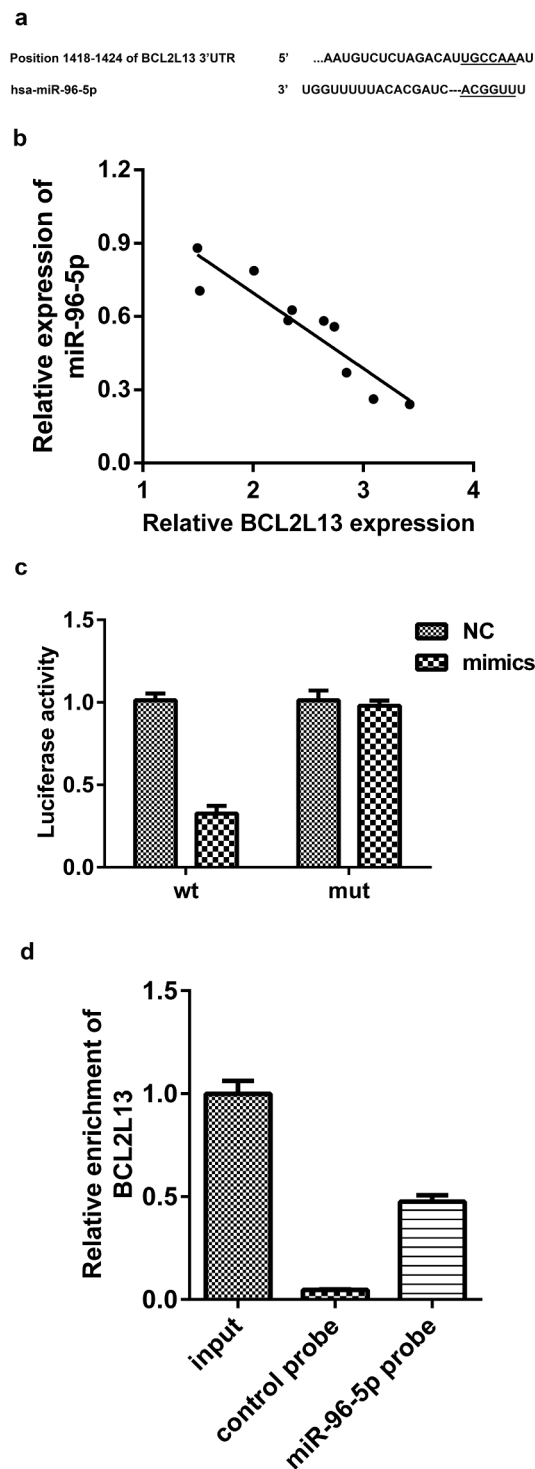 a
Position 1418-1424 of BCL2L13 3'UTR 5' ...AAUGUCUCUAGACAUUGCCAAAU
hsa-miR-96-5p 3' UGGUUUUUACACGAUC---ACGGUUU
b
Relative expression of
miR-96-5p
1.2
0.9
0.6
0.3
0.0
1 2 3 4
Relative BCL2L13 expression
c
Luciferase activity
1.5
1.0
0.5
0.0
wt mut
NC
mimics
d
Relative enrichment of
BCL2L13
1.5
1.0
0.5
0.0
input
control probe
miR-96-5p probe